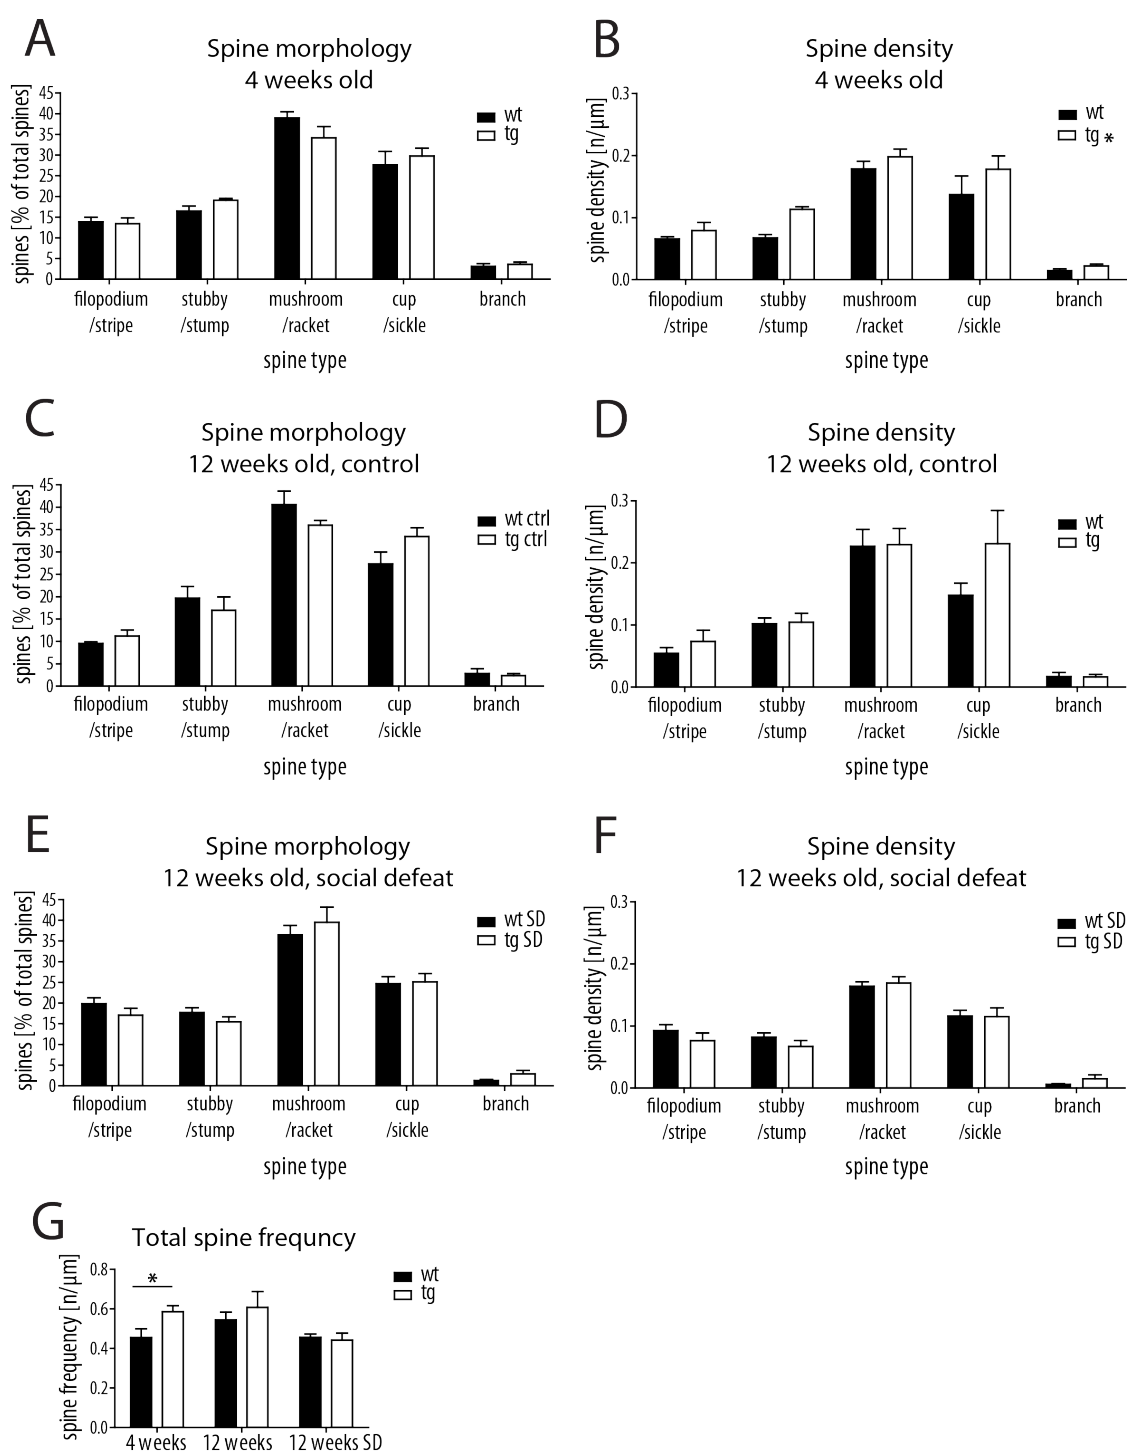 A
Spine morphology
4 weeks old
spines [% of total spines]
45
40
35
30
25
20
15
10
5
0
wt
tg
filopodium
/stripe
stubby
/stump
mushroom
/racket
cup
/sickle
branch
spine type
B
Spine density
4 weeks old
spine density [n/µm]
0.3
0.2
0.1
0.0
wt
tg *
filopodium
/stripe
stubby
/stump
mushroom
/racket
cup
/sickle
branch
spine type
C
Spine morphology
12 weeks old, control
spines [% of total spines]
45
40
35
30
25
20
15
10
5
0
wt ctrl
tg ctrl
filopodium
/stripe
stubby
/stump
mushroom
/racket
cup
/sickle
branch
spine type
D
Spine density
12 weeks old, control
spine density [n/µm]
0.3
0.2
0.1
0.0
wt
tg
filopodium
/stripe
stubby
/stump
mushroom
/racket
cup
/sickle
branch
spine type
E
Spine morphology
12 weeks old, social defeat
spines [% of total spines]
45
40
35
30
25
20
15
10
5
0
wt SD
tg SD
filopodium
/stripe
stubby
/stump
mushroom
/racket
cup
/sickle
branch
spine type
F
Spine density
12 weeks old, social defeat
spine density [n/µm]
0.3
0.2
0.1
0.0
wt SD
tg SD
filopodium
/stripe
stubby
/stump
mushroom
/racket
cup
/sickle
branch
spine type
G
Total spine frequncy
spine frequency [n/µm]
0.8
0.6
0.4
0.2
0.0
*
wt
tg
4 weeks
12 weeks
12 weeks SD